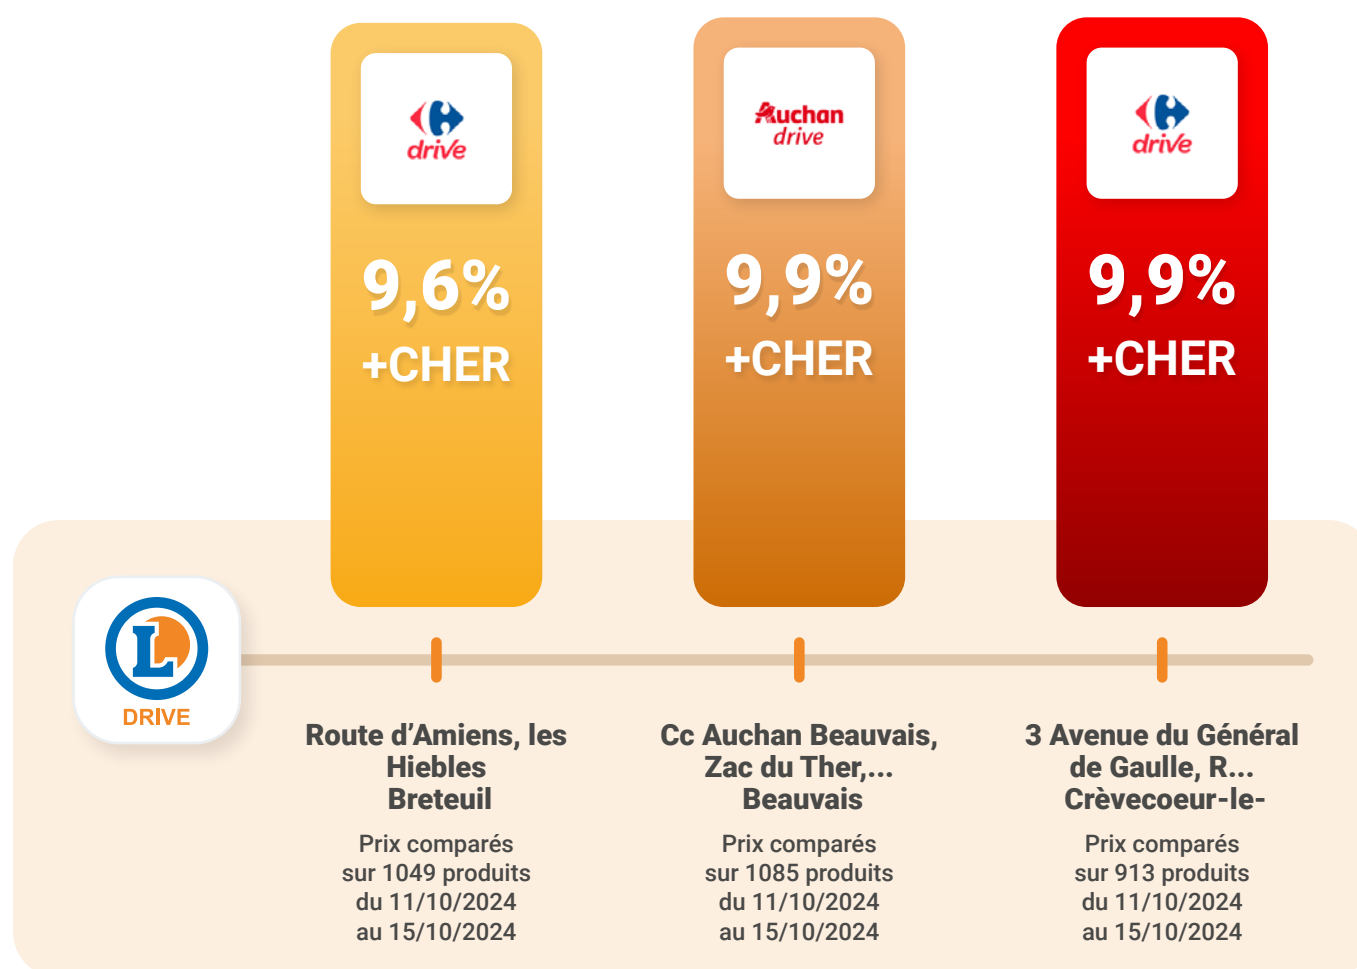 drive
9,6%
+CHER
Auchan
drive
9,9%
+CHER
drive
9,9%
+CHER
L
DRIVE
Route d’Amiens, les
Hiebles
Breteuil
Prix comparés
sur 1049 produits
du 11/10/2024
au 15/10/2024
Cc Auchan Beauvais,
Zac du Ther,...
Beauvais
Prix comparés
sur 1085 produits
du 11/10/2024
au 15/10/2024
3 Avenue du Général
de Gaulle, R...
Crèvecoeur-le-
Prix comparés
sur 913 produits
du 11/10/2024
au 15/10/2024